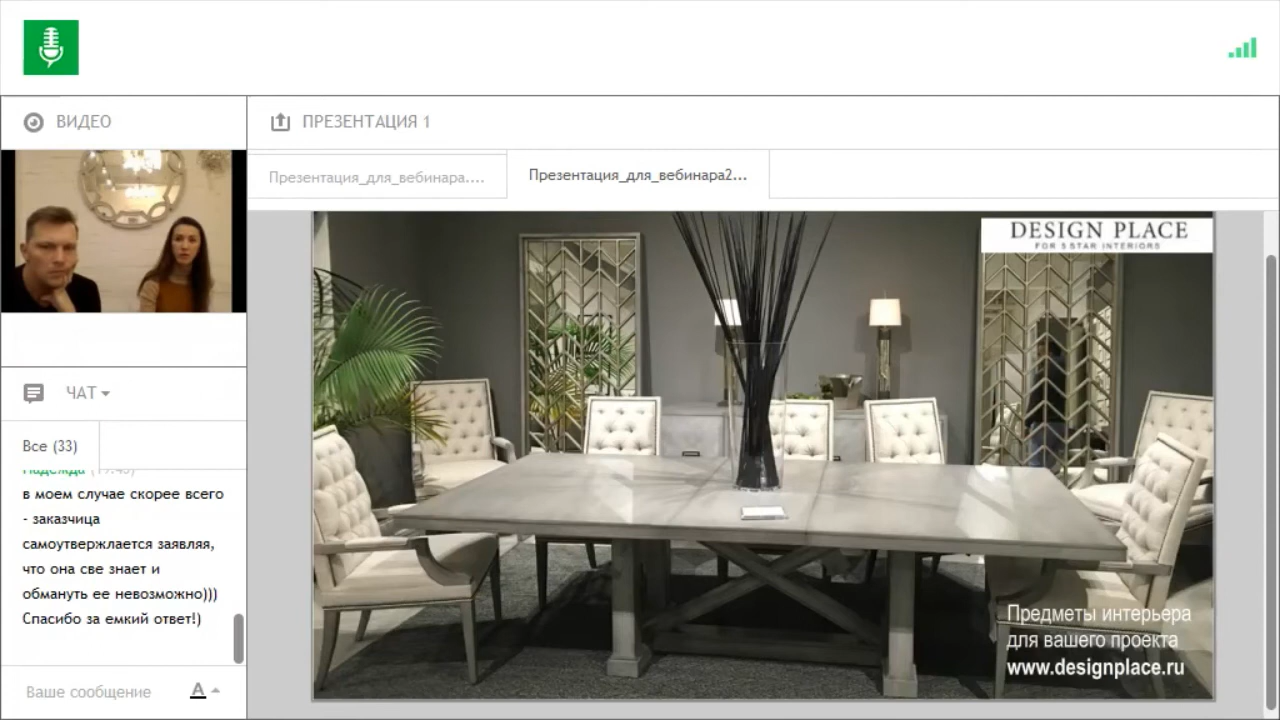 ВИДЕО
ПРЕЗЕНТАЦИЯ 1
Презентация_для_вебинара....
Презентация_для_вебинара2...
DESIGN PLACE
FOR 5 STAR INTERIORS
ЧАТ
Все (33)
Надежда
в моем случае скорее всего
- заказчица
самоутвержлается заявляя,
что она све знает и
обмануть ее невозможно)))
Спасибо за емкий ответ!)
Ваше сообщение
A
Предметы интерьера
для вашего проекта
www.designplace.ru